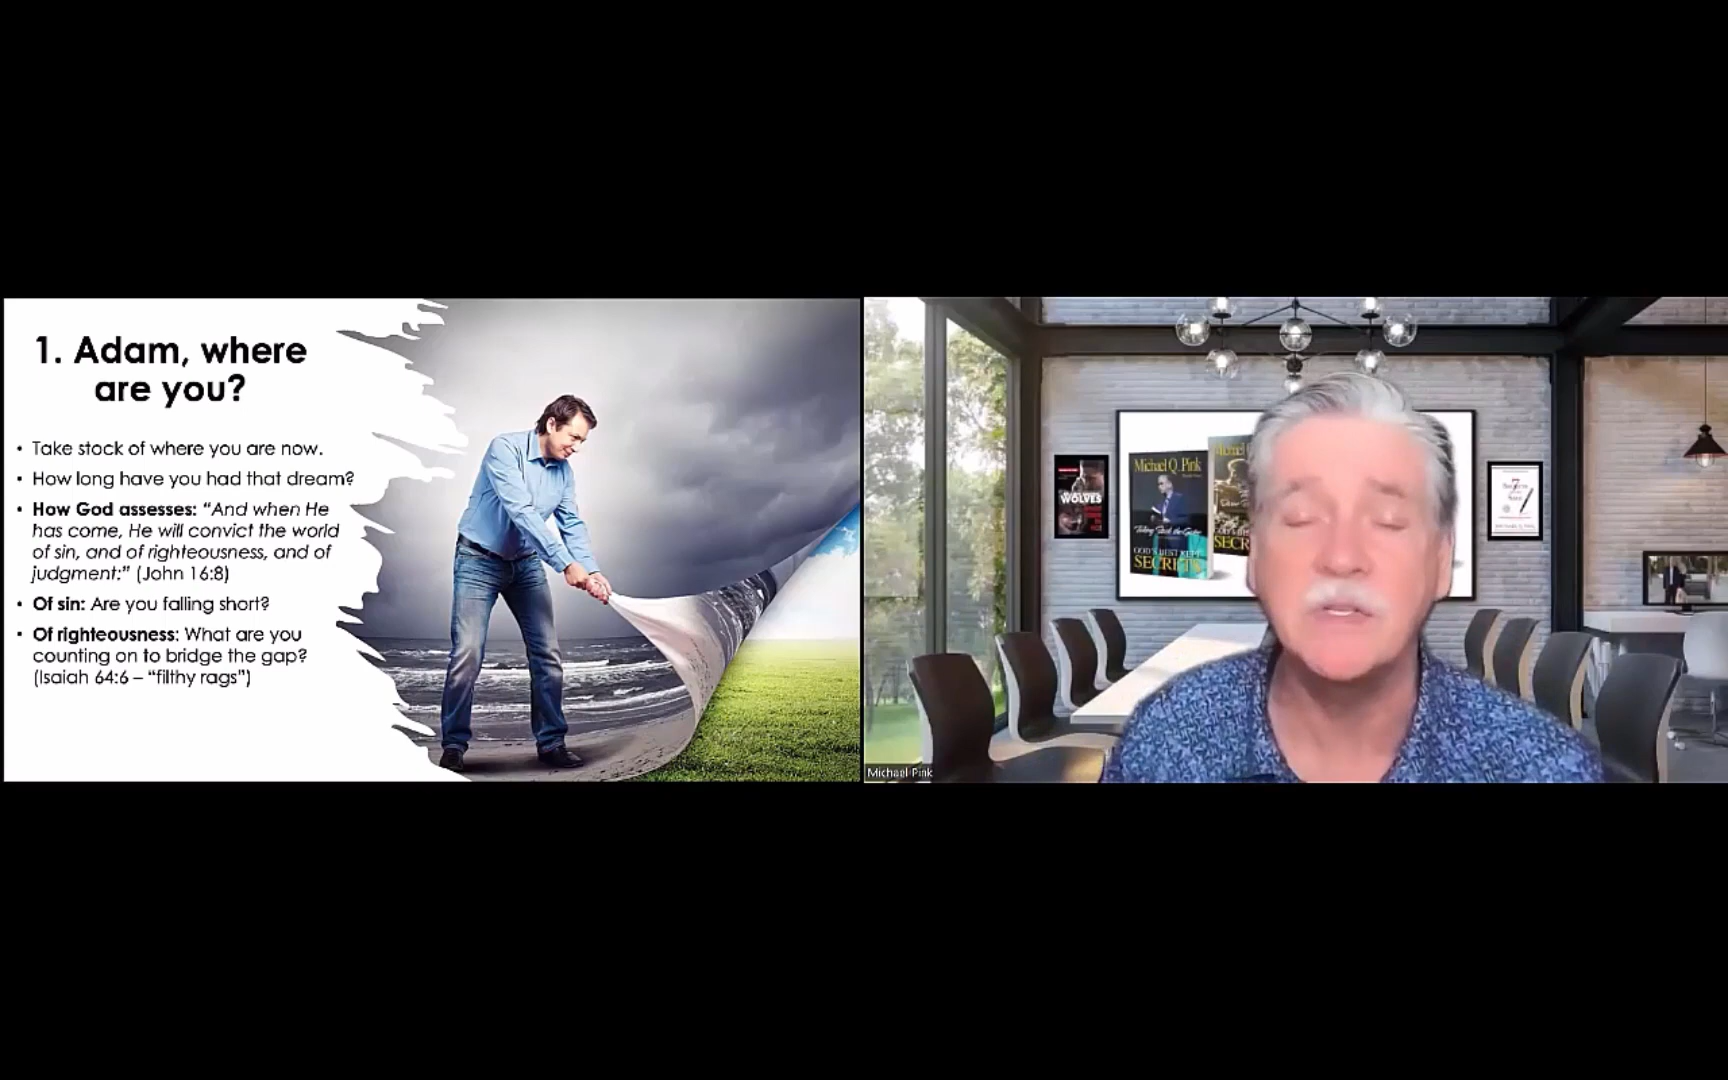 1. Adam, where
are you?
• Take stock of where you are now.
• How long have you had that dream?
• How God assesses: “And when He
has come, He will convict the world
of sin, and of righteousness, and of
judgment:” (John 16:8)
• Of sin: Are you falling short?
• Of righteousness: What are you
counting on to bridge the gap?
(Isaiah 64:6 – “filthy rags”)
WOLVES
Michael Q. Pink
GOD'S BEST KEPT
SECRETS
Michael
SECR
7
Michael Pink